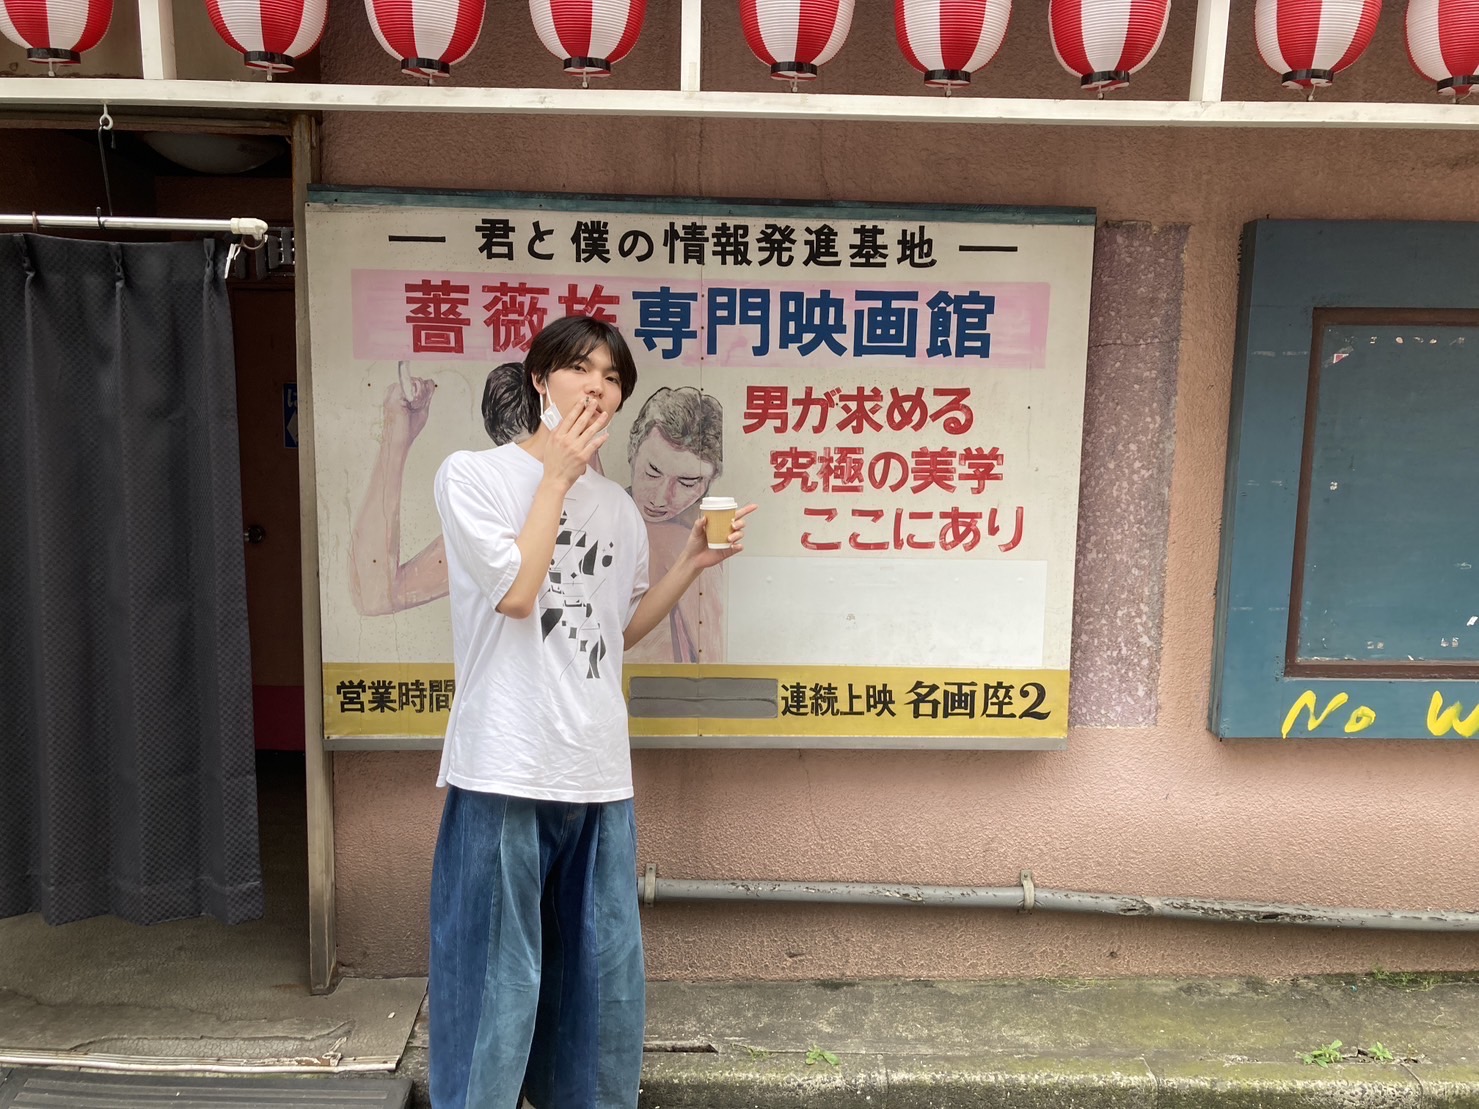 ― 君と僕の情報発進基地 ―
薔薇族専門映画館
男が求める
究極の美学
ここにあり
営業時間
連続上映 名画座2
No W